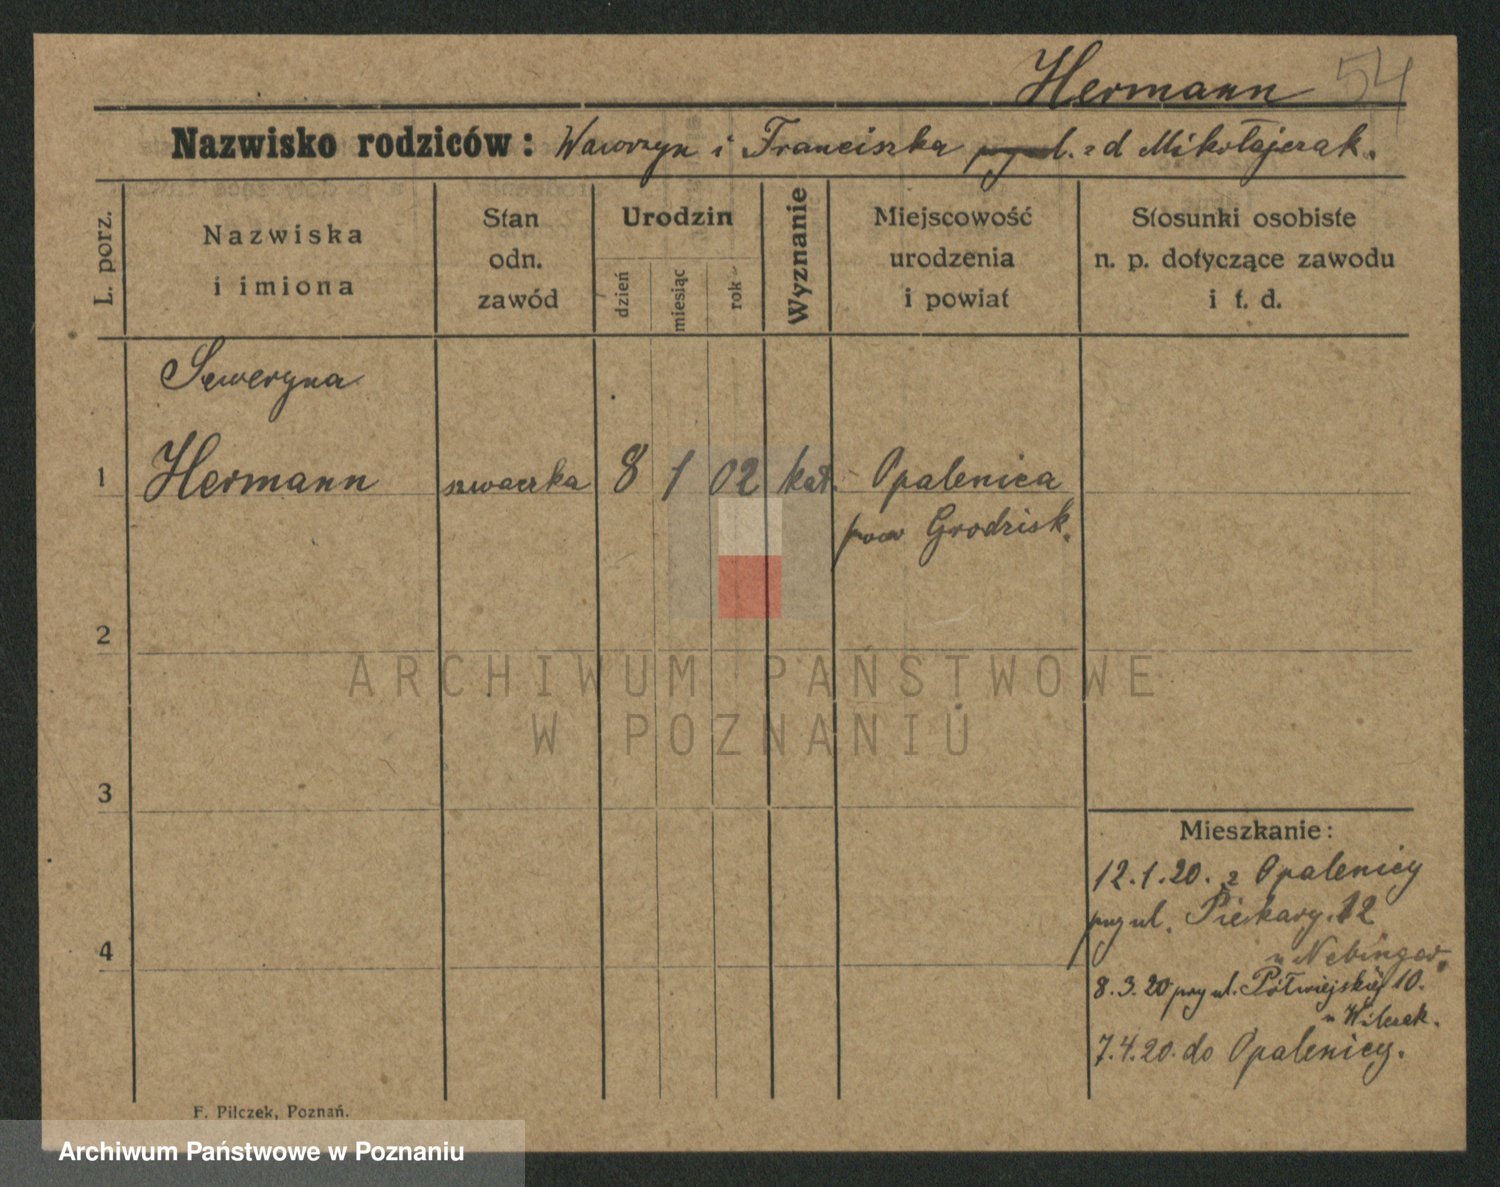 Hermann 54
Nazwisko rodziców: Wawrzyn i Franciszka z d Mikołajczak.
L. porz.
Nazwiska
i imiona
Stan
odn.
zawód
Urodzin
dzień
miesiąc
rok
Wyznanie
Miejscowość
urodzenia
i powiat
Stosunki osobiste
n. p. dotyczące zawodu
i t. d.
Seweryna
1 Hermann szwaczka 8 1 02 kat. Opalenica
pow Grodzisk.
2
ARCHIWUM PAŃSTWOWE
W POZNANIU
3
Mieszkanie:
12.1.20. z Opalenicy
przy ul. Piekary 12
u Nebinger.
4
8.3.20 przy ul. Półwiejskiej 10.
u Wilczak.
7.4.20. do Opalenicy.
F. Pilczek, Poznań.
Archiwum Państwowe w Poznaniu